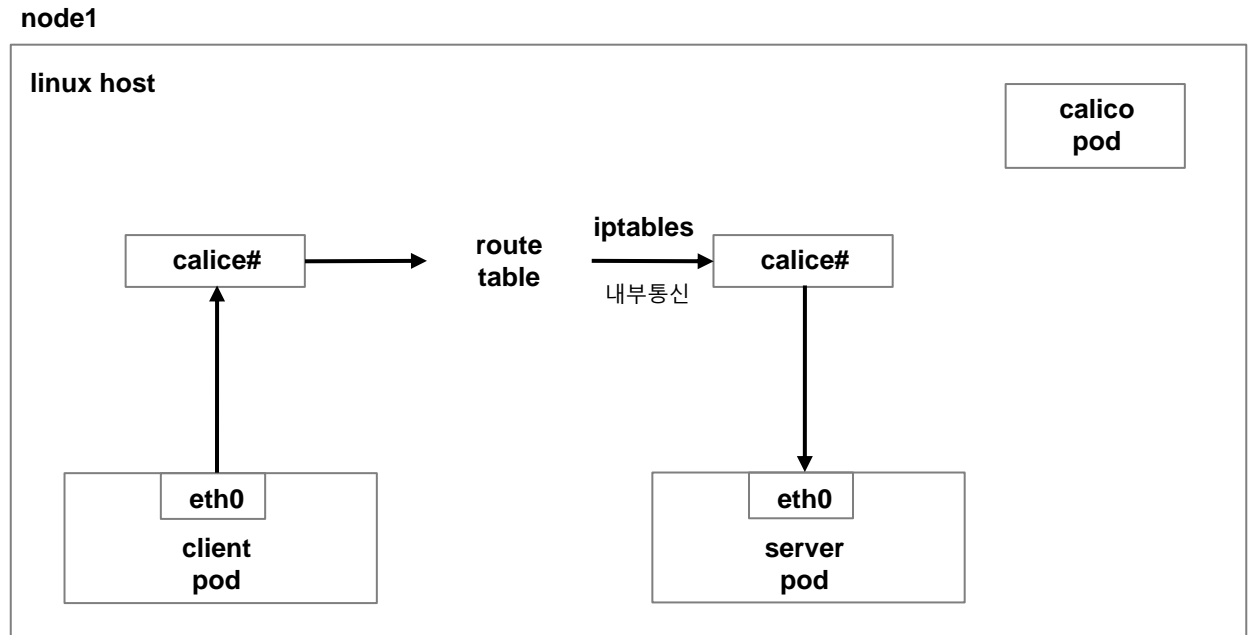 node1
linux host
calico
pod
calice#
route
table
iptables
내부통신
calice#
eth0
client
pod
eth0
server
pod